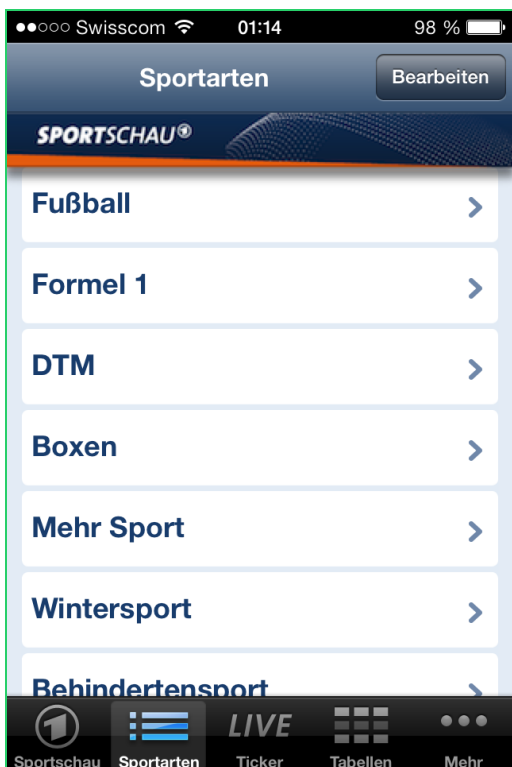 Swisscom 01:14 98 %
Sportarten Bearbeiten
SPORTSCHAU
Fußball
Formel 1
DTM
Boxen
Mehr Sport
Wintersport
Behindertensport
LIVE
Sportschau Sportarten Ticker Tabellen Mehr